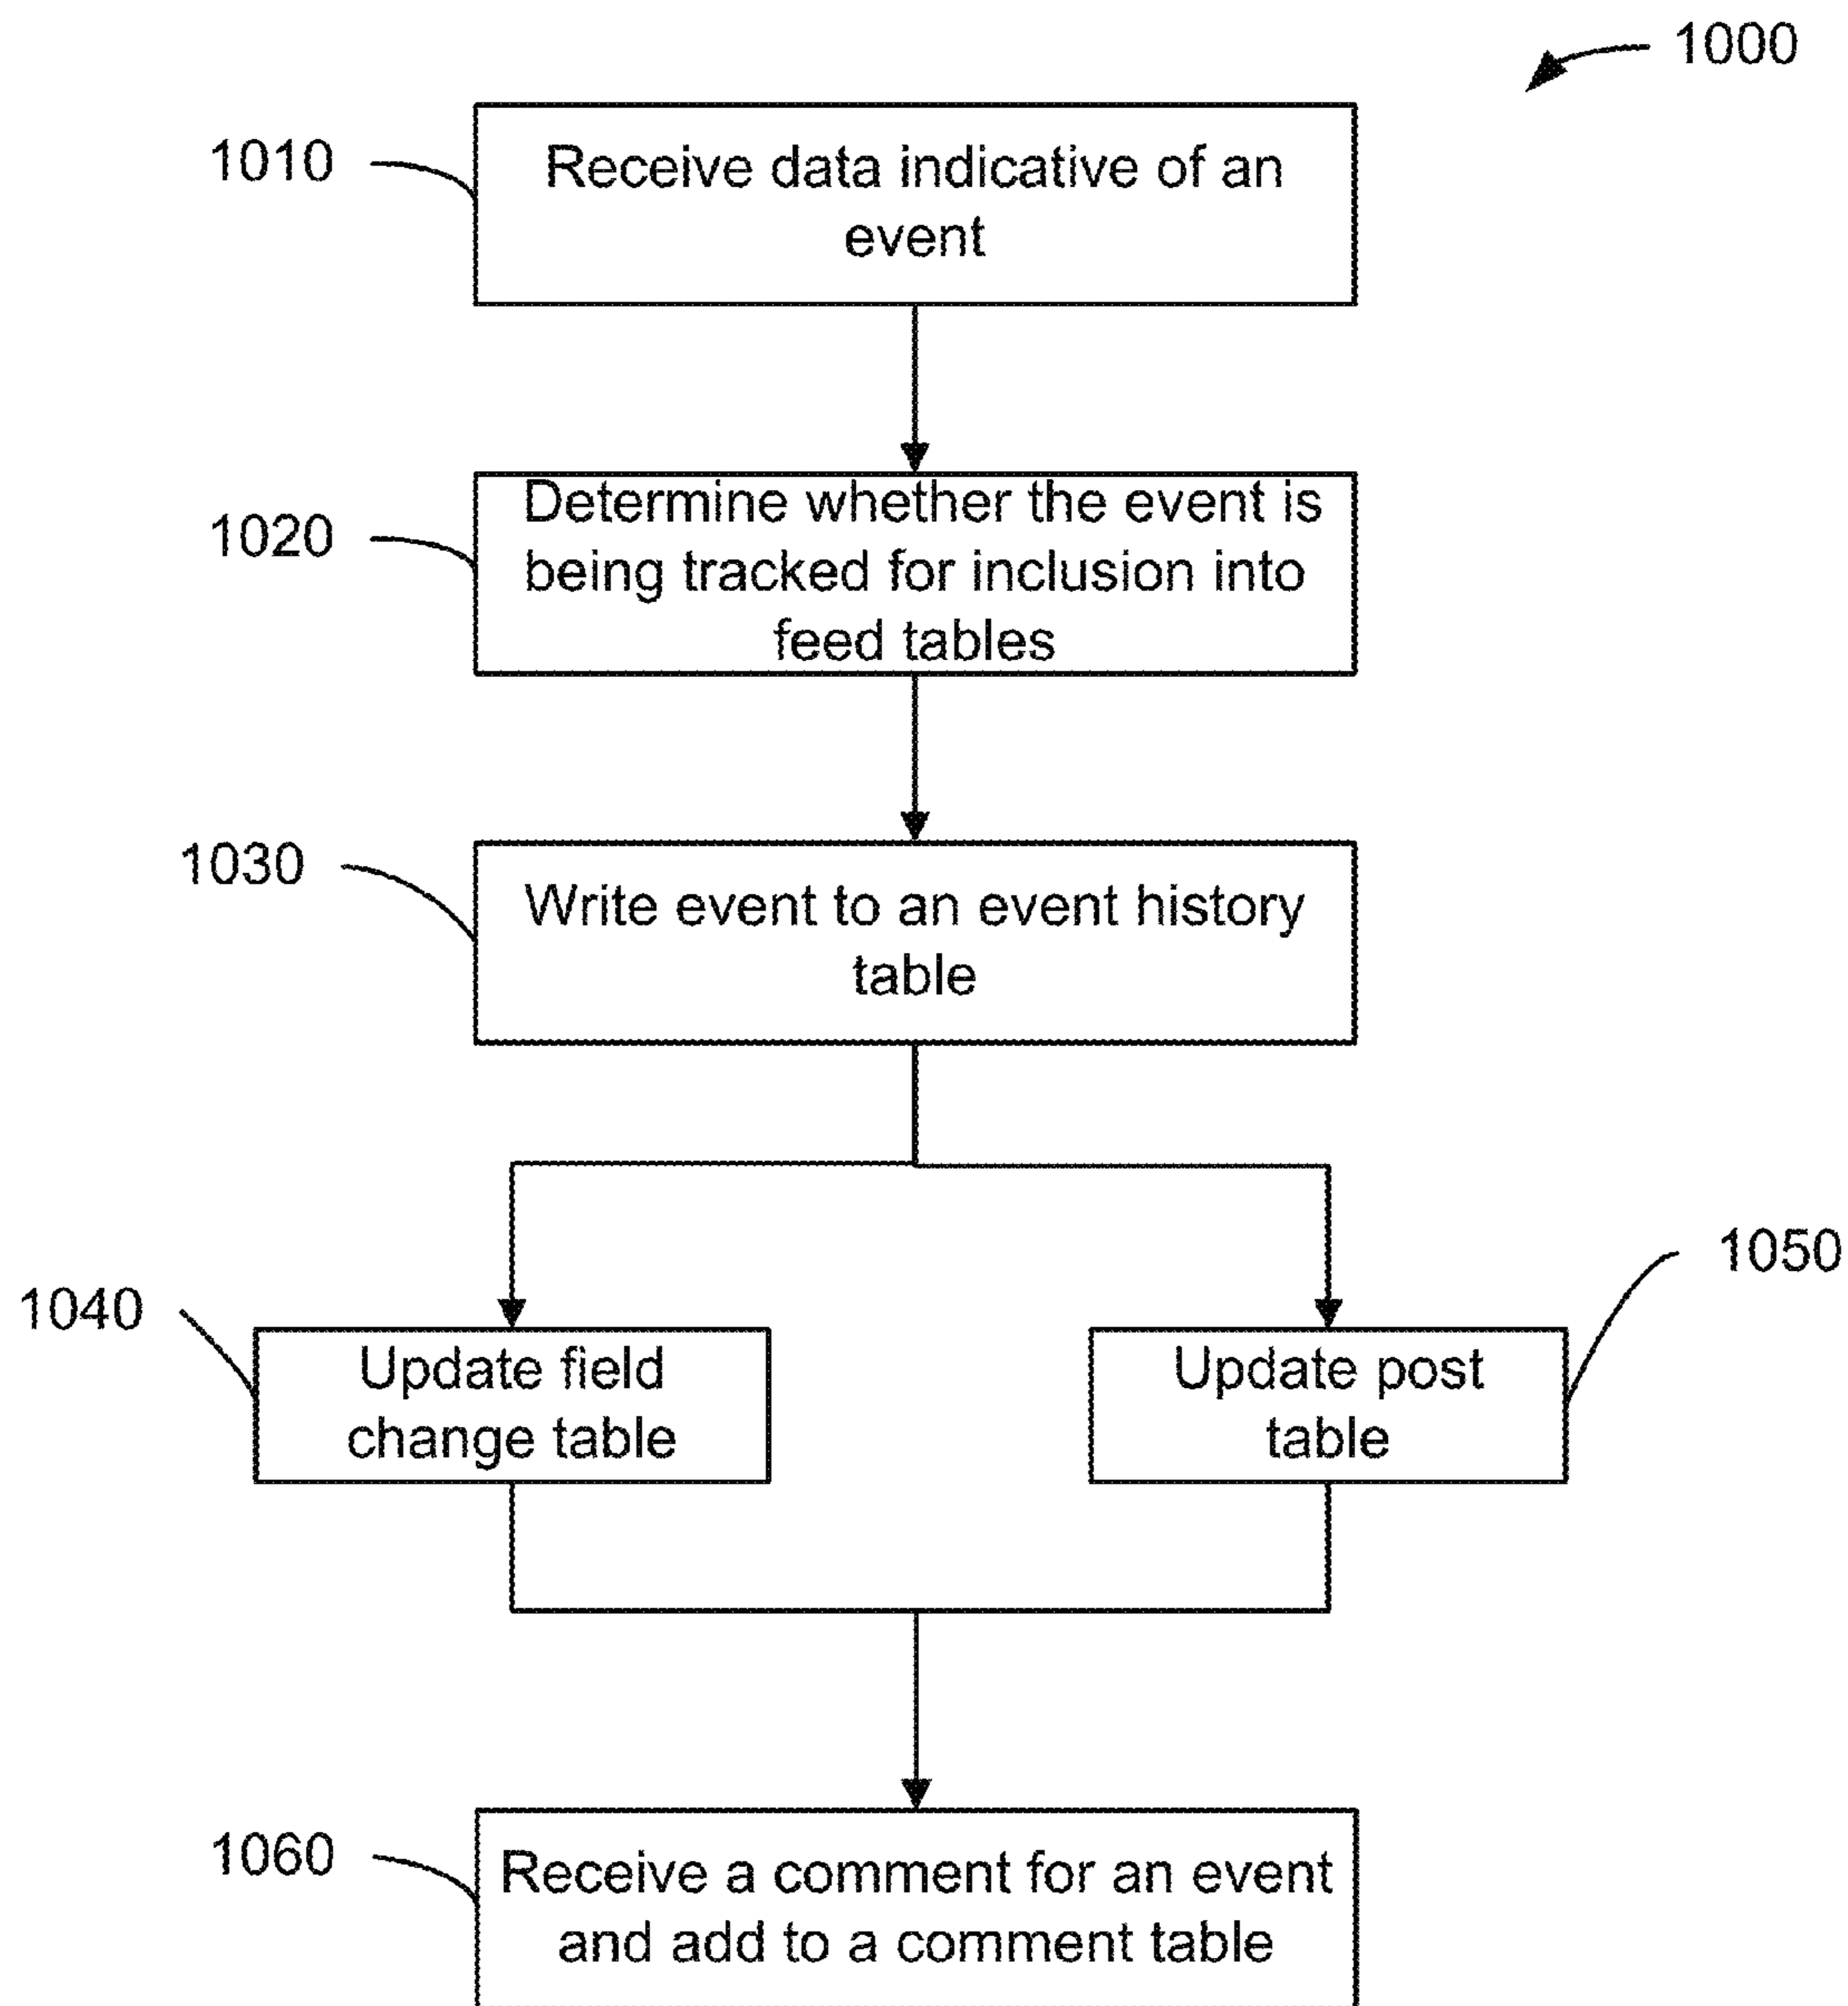 1000
1010
Receive data indicative of an
event
1020
Determine whether the event is
being tracked for inclusion into
feed tables
1030
Write event to an event history
table
1040
Update field
change table
1050
Update post
table
1060
Receive a comment for an event
and add to a comment table